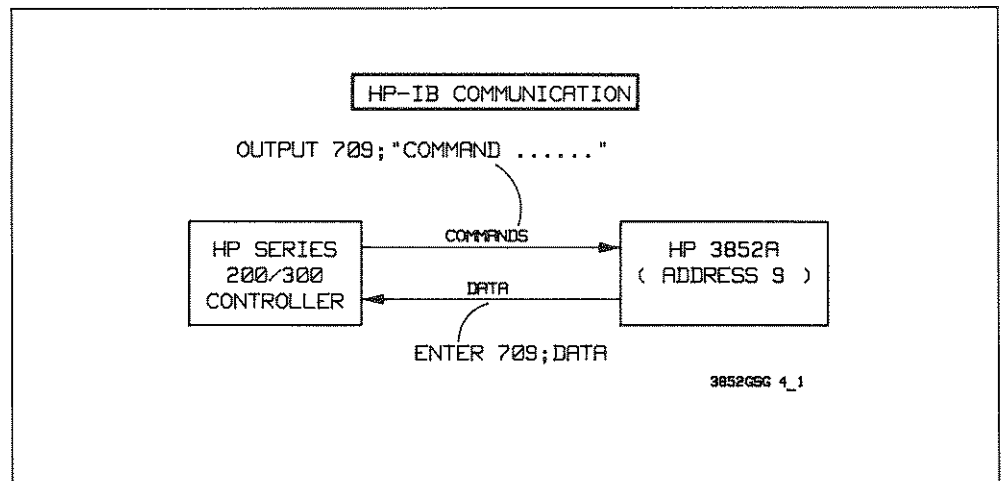 HP-IB COMMUNICATION
OUTPUT 709;"COMMAND ......"
HP SERIES
200/300
CONTROLLER
COMMANDS
DATA
HP 3852A
( ADDRESS 9 )
ENTER 709;DATA
3852GSG 4_1